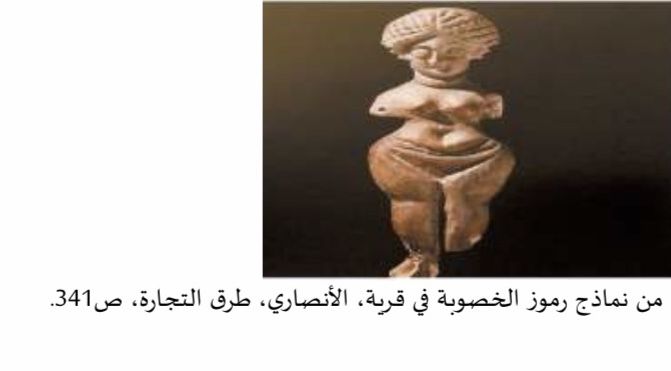 من نماذج رموز الخصوبة في قرية، الأنصاري، طرق التجارة، ص341.